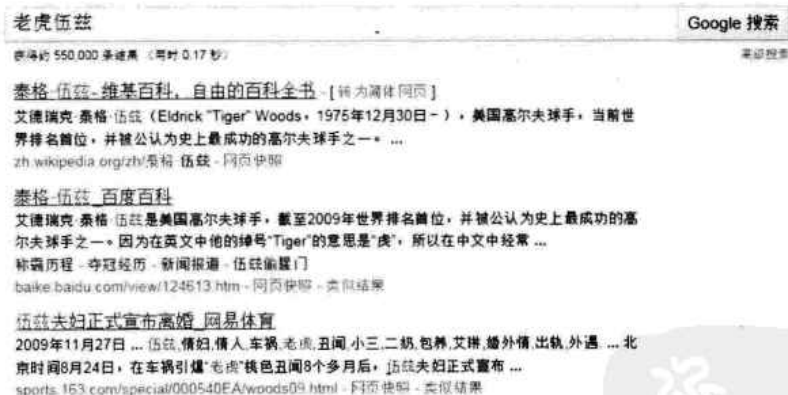 老虎伍兹
Google 搜索
获得约 550,000 条结果 (用时 0.17 秒)
高级搜索
泰格·伍兹- 维基百科，自由的百科全书 - [ 转为简体网页 ]
艾德瑞克·泰格·伍兹（Eldrick "Tiger" Woods，1975年12月30日－），美国高尔夫球手，当前世
界排名首位，并被公认为史上最成功的高尔夫球手之一。 ...
zh.wikipedia.org/zh/泰格·伍兹 - 网页快照
泰格·伍兹_百度百科
艾德瑞克·泰格·伍兹是美国高尔夫球手，截至2009年世界排名首位，并被公认为史上最成功的高
尔夫球手之一。因为在英文中他的绰号"Tiger"的意思是"虎"，所以在中文中经常 ...
称霸历程 - 夺冠经历 - 新闻报道 - 伍兹偷腥门
baike.baidu.com/view/124613.htm - 网页快照 - 类似结果
伍兹夫妇正式宣布离婚_网易体育
2009年11月27日 ... 伍兹,情妇,情人,车祸,老虎,丑闻,小三,二奶,包养,艾琳,婚外情,出轨,外遇 ... 北
京时间8月24日，在车祸引爆"老虎"桃色丑闻8个多月后，伍兹夫妇正式宣布 ...
sports.163.com/special/000540EA/woods09.html - 网页快照 - 类似结果